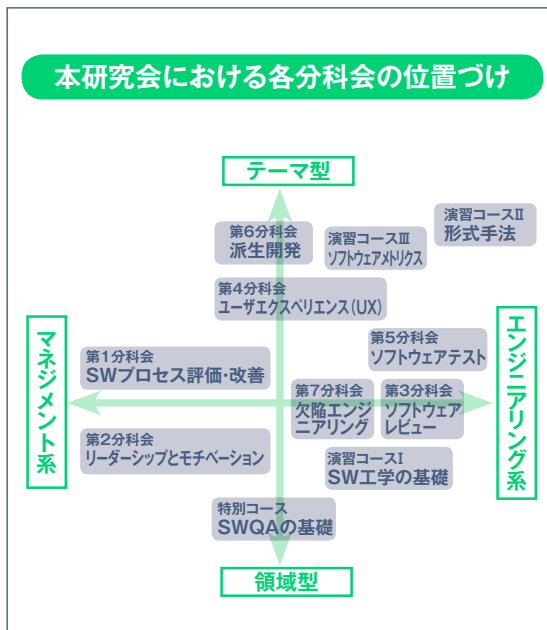 本研究会における各分科会の位置づけ
テーマ型
演習コースII
形式手法
第6分科会
派生開発
演習コースIII
ソフトウェアメトリクス
第4分科会
ユーザエクスペリエンス(UX)
マネジメント系
エンジニアリング系
第5分科会
ソフトウェアテスト
第1分科会
SWプロセス評価・改善
第7分科会
欠陥エンジ
ニアリング
第3分科会
ソフトウェア
レビュー
第2分科会
リーダーシップとモチベーション
演習コースI
SW工学の基礎
特別コース
SWQAの基礎
領域型